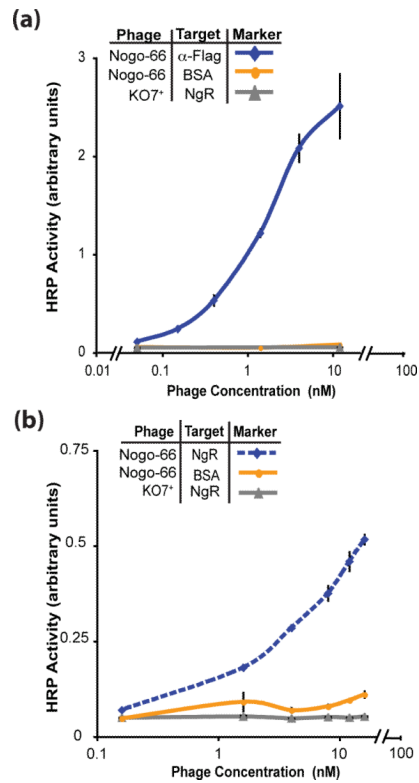 (a)
Phage Target Marker
Nogo-66 α-Flag
Nogo-66 BSA
KO7+ NgR
HRP Activity (arbitrary units)
3
2
1
0
0.01 0.1 1 10 100
Phage Concentration (nM)
(b)
Phage Target Marker
Nogo-66 NgR
Nogo-66 BSA
KO7+ NgR
HRP Activity (arbitrary units)
0.75
0.5
0.25
0
0.1 1 10 100
Phage Concentration (nM)